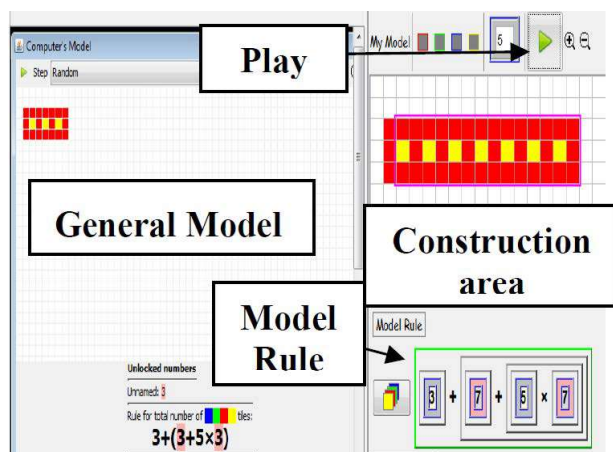 Computer's Model
Step Random
General Model
Unlocked numbers
Unnamed: 3
Rule for total number of tiles:
3+(3+5×3)
Play
My Model 5
Construction
area
Model
Rule
Model Rule
3 + 7 + 5 × 7